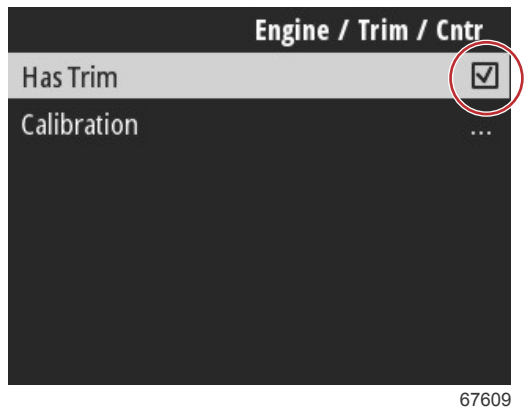 Engine / Trim / Cntr
Has Trim
Calibration ...
67609